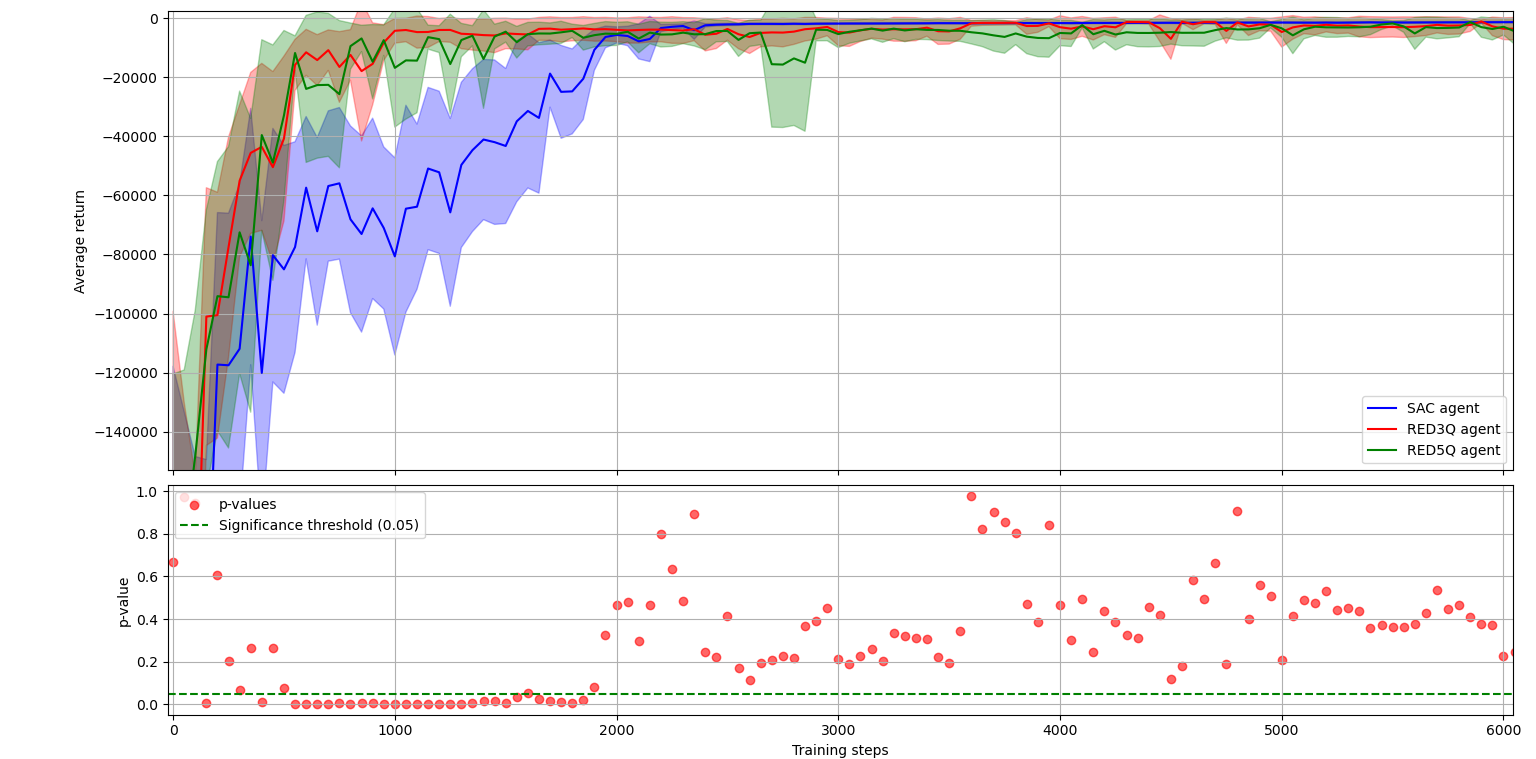 0
−20000
−40000
−60000
−80000
−100000
−120000
−140000
Average return
SAC agent
RED3Q agent
RED5Q agent
1.0
0.8
0.6
0.4
0.2
0.0
p-value
p-values
Significance threshold (0.05)
0 1000 2000 3000 4000 5000 6000
Training steps